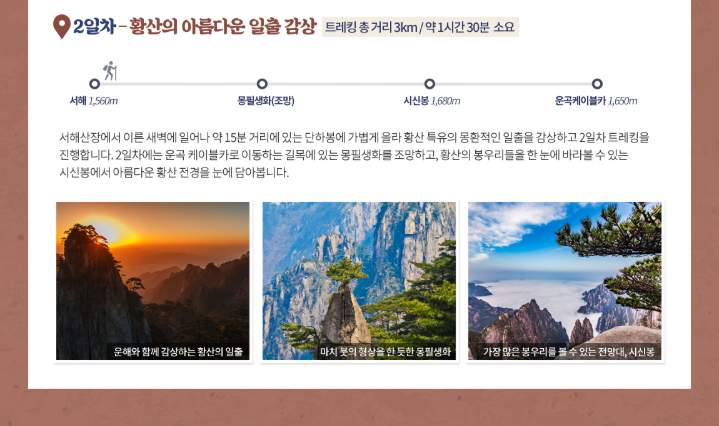 2일차 - 황산의 아름다운 일출 감상 트레킹 총 거리 3km / 약 1시간 30분 소요
서해 1,560m 몽필생화(조망) 시신봉 1,680m 운곡케이블카 1,650m
서해산장에서 이른 새벽에 일어나 약 15분 거리에 있는 단하봉에 가볍게 올라 황산 특유의 몽환적인 일출을 감상하고 2일차 트레킹을
진행합니다. 2일차에는 운곡 케이블카로 이동하는 길목에 있는 몽필생화를 조망하고, 황산의 봉우리들을 한 눈에 바라볼 수 있는
시신봉에서 아름다운 황산 전경을 눈에 담아봅니다.
운해와 함께 감상하는 황산의 일출
마치 붓의 형상을 한 듯한 몽필생화
가장 많은 봉우리를 볼 수 있는 전망대, 시신봉